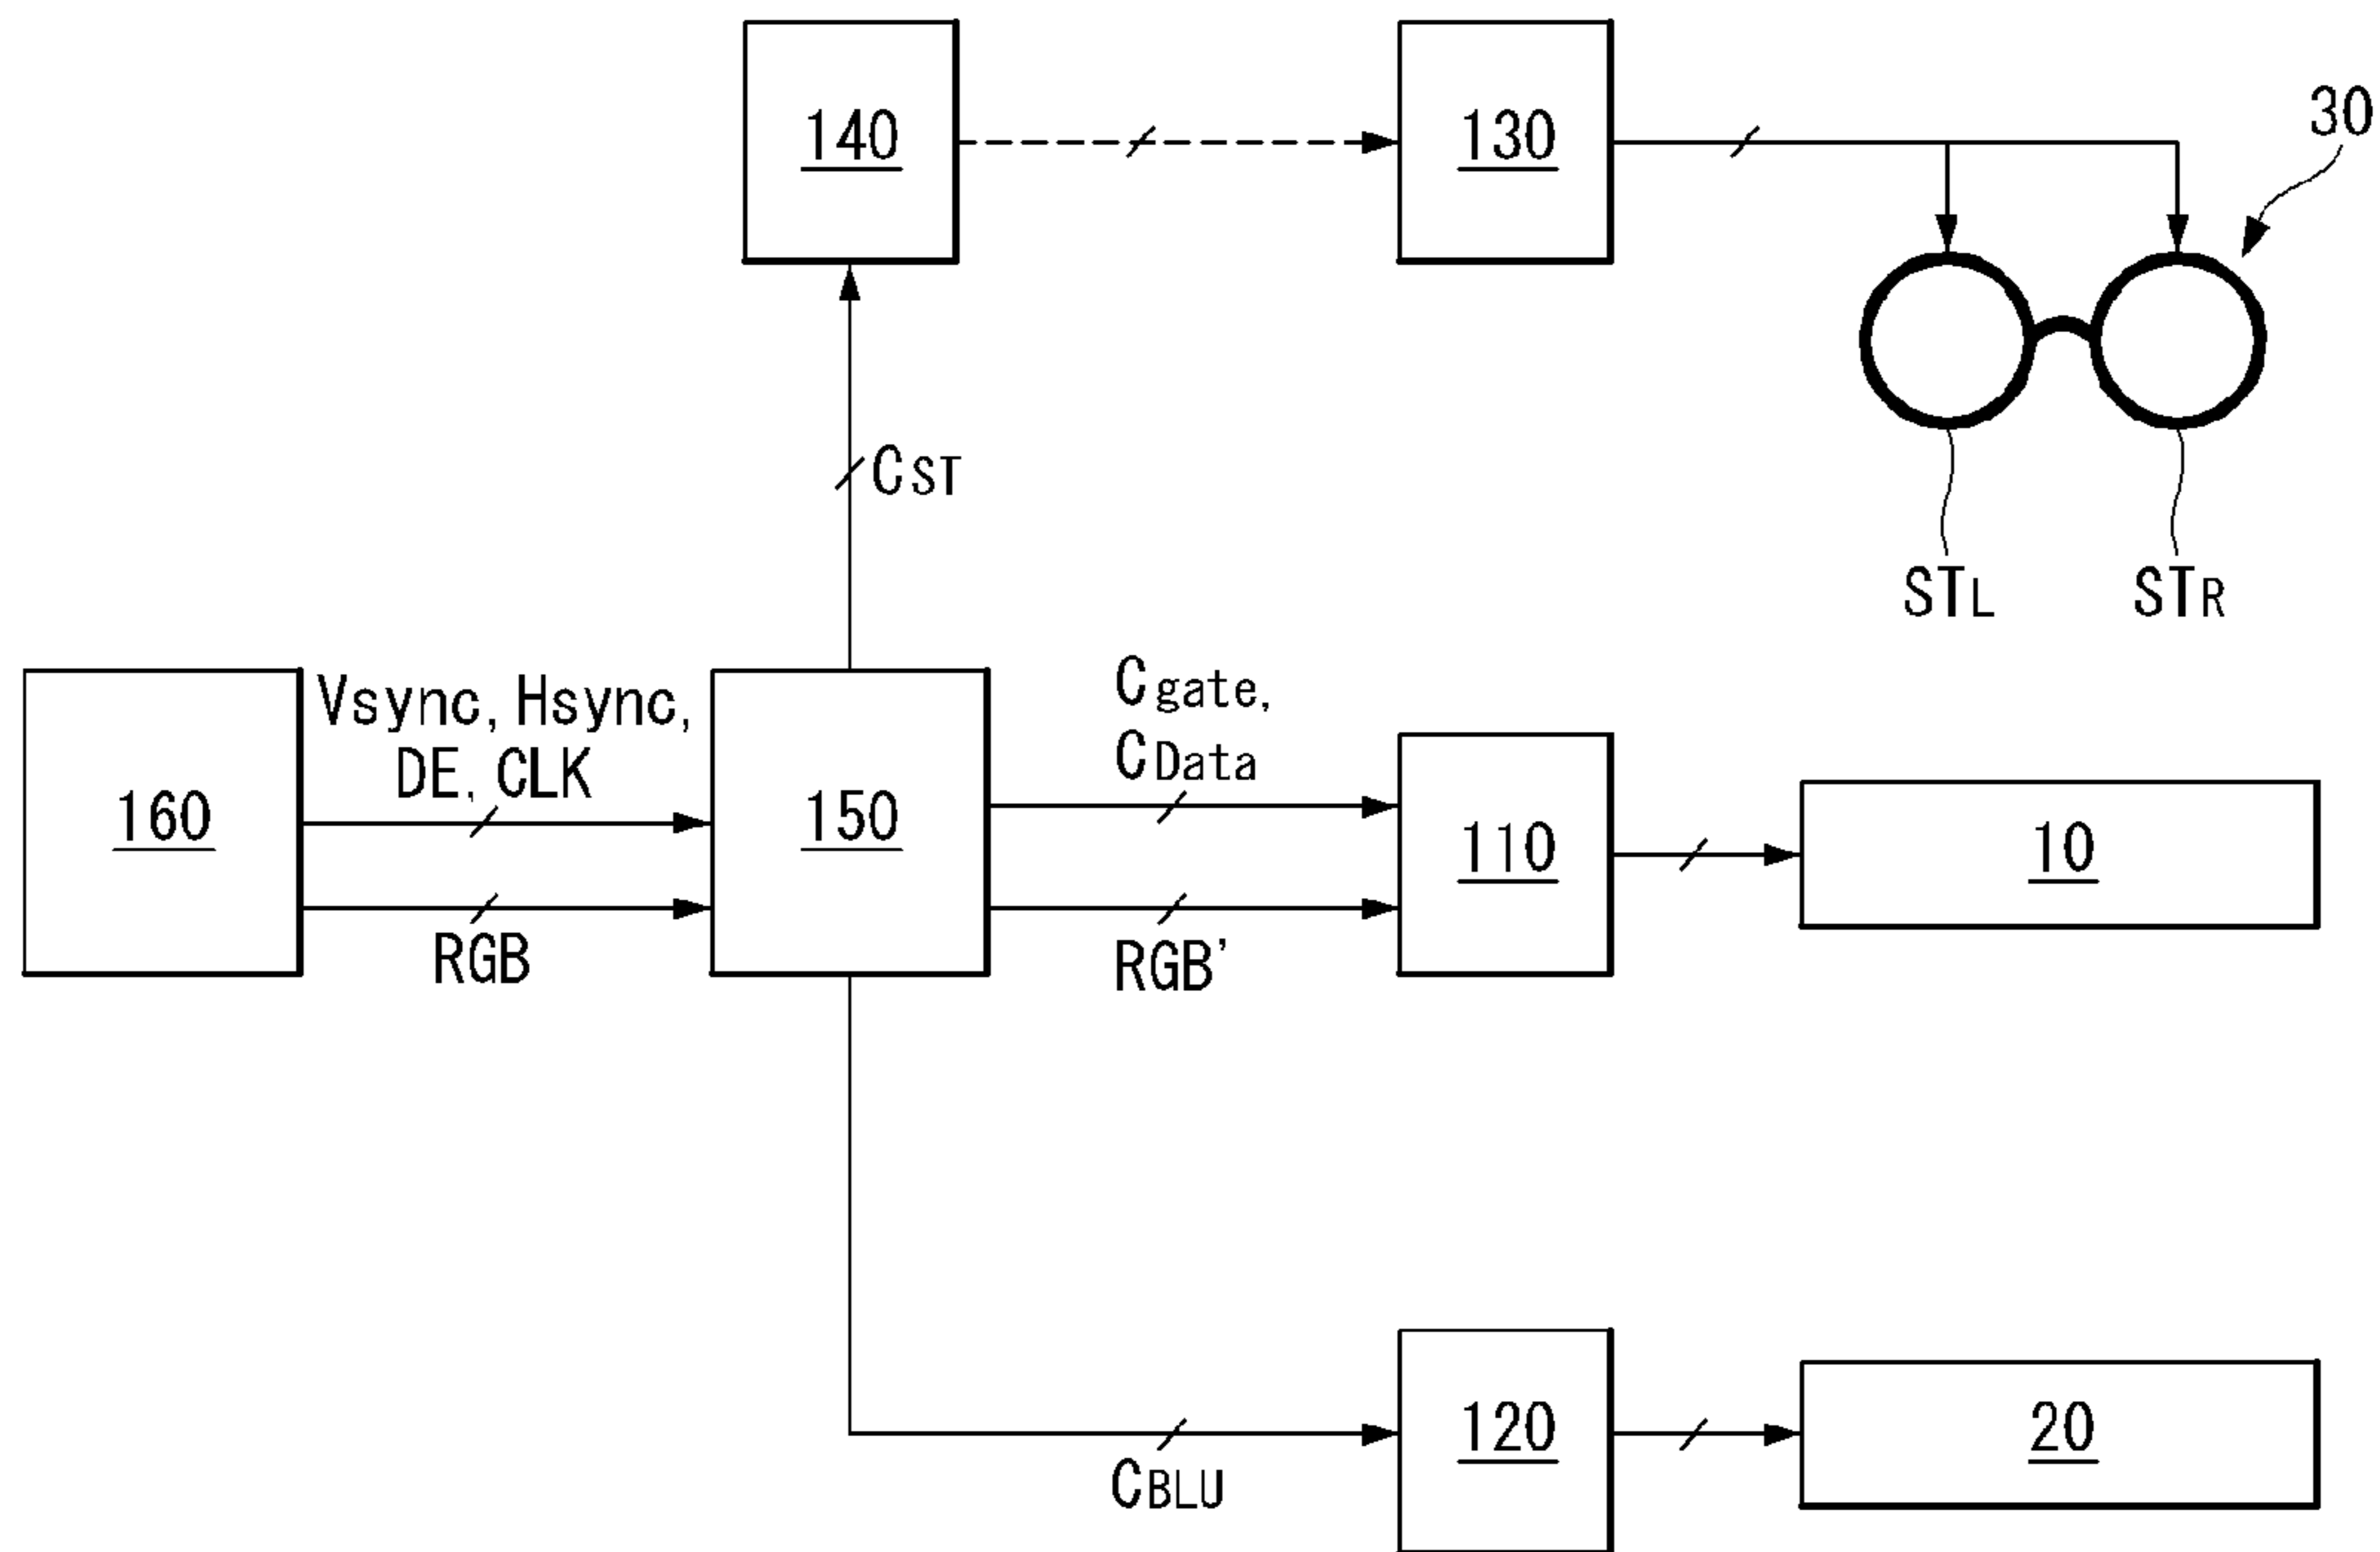 140
130
30
CST
STL
STR
Vsync, Hsync,
DE, CLK
Cgate,
CData
160
150
110
10
RGB
RGB'
120
20
CBLU